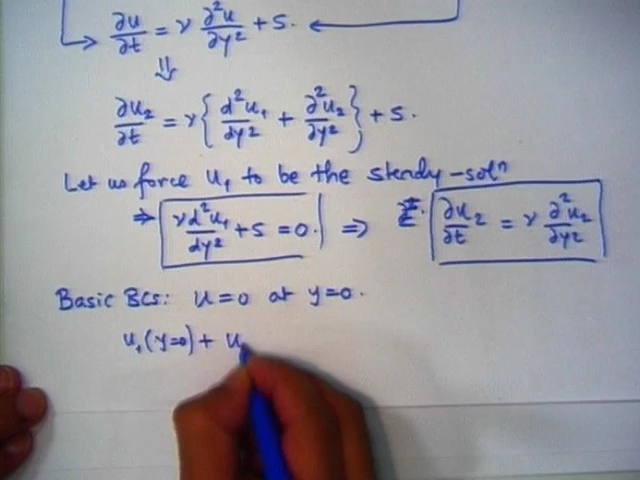 ∂u/∂t = ν ∂²u/∂y² + S.
⇓
∂u₂/∂t = ν { d²u₁/dy² + ∂²u₂/∂y² } + S.
Let us force u₁ to be the steady-solⁿ
⇒ ν d²u₁/dy² + S = 0. ⇒ ∂u₂/∂t = ν ∂²u₂/∂y²
Basic BCs: u=0 at y=0.
u₁(y=0) + u